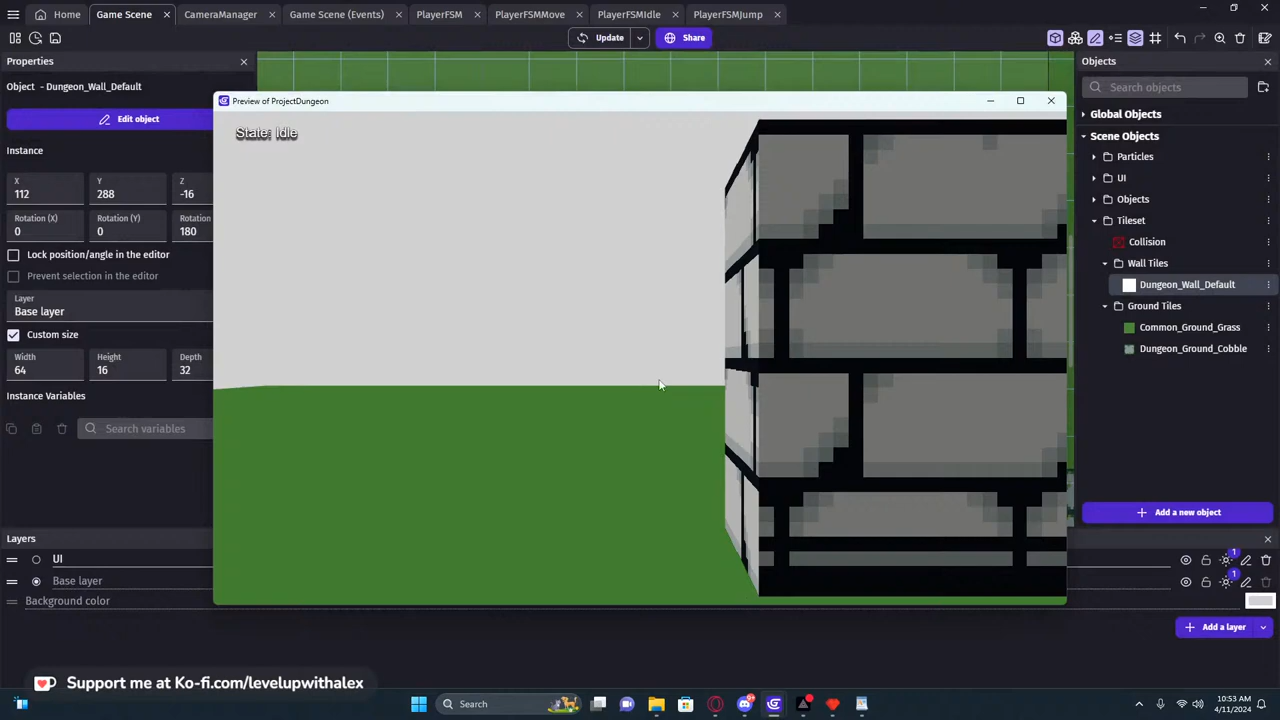 Home
Game Scene
CameraManager
Game Scene (Events)
PlayerFSM
PlayerFSMMove
PlayerFSMIdle
PlayerFSMJump
Update
Share
Properties
Object - Dungeon_Wall_Default
Edit object
Instance
X
112
Y
288
Z
-16
Rotation (X)
0
Rotation (Y)
0
Rotation
180
Lock position/angle in the editor
Prevent selection in the editor
Layer
Base layer
Custom size
Width
64
Height
16
Depth
32
Instance Variables
Search variables
Preview of ProjectDungeon
State: Idle
Objects
Search objects
Global Objects
Scene Objects
Particles
UI
Objects
Tileset
Collision
Wall Tiles
Dungeon_Wall_Default
Ground Tiles
Common_Ground_Grass
Dungeon_Ground_Cobble
Add a new object
Layers
UI
1
Base layer
1
Background color
Add a layer
Support me at Ko-fi.com/levelupwithalex
Search
10:53 AM
4/11/2024